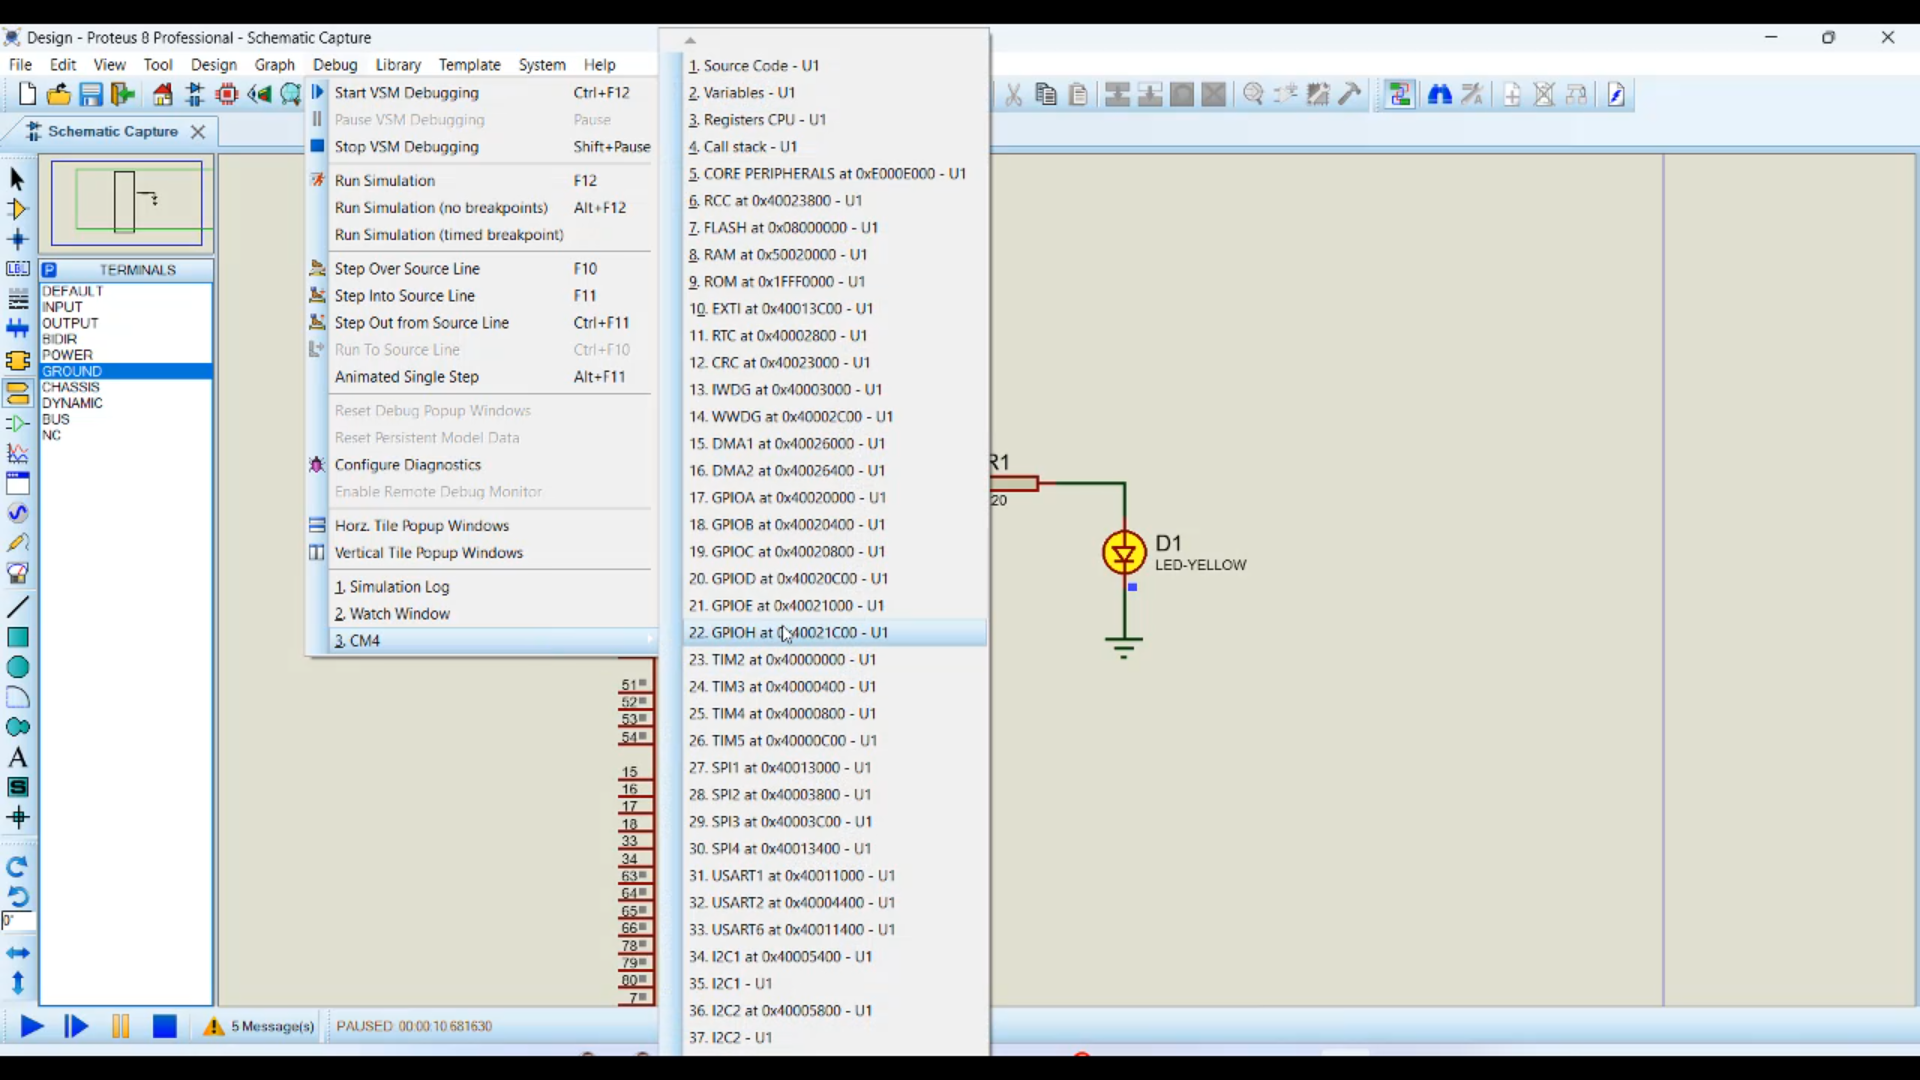 Design - Proteus 8 Professional - Schematic Capture
File Edit View Tool Design Graph Debug Library Template System Help
Schematic Capture
TERMINALS
DEFAULT
INPUT
OUTPUT
BIDIR
POWER
GROUND
CHASSIS
DYNAMIC
BUS
NC
LBL
A
S
0°
Start VSM Debugging Ctrl+F12
Pause VSM Debugging Pause
Stop VSM Debugging Shift+Pause
Run Simulation F12
Run Simulation (no breakpoints) Alt+F12
Run Simulation (timed breakpoint)
Step Over Source Line F10
Step Into Source Line F11
Step Out from Source Line Ctrl+F11
Run To Source Line Ctrl+F10
Animated Single Step Alt+F11
Reset Debug Popup Windows
Reset Persistent Model Data
Configure Diagnostics
Enable Remote Debug Monitor
Horz. Tile Popup Windows
Vertical Tile Popup Windows
1. Simulation Log
2. Watch Window
3. CM4
1. Source Code - U1
2. Variables - U1
3. Registers CPU - U1
4. Call stack - U1
5. CORE PERIPHERALS at 0xE000E000 - U1
6. RCC at 0x40023800 - U1
7. FLASH at 0x08000000 - U1
8. RAM at 0x50020000 - U1
9. ROM at 0x1FFF0000 - U1
10. EXTI at 0x40013C00 - U1
11. RTC at 0x40002800 - U1
12. CRC at 0x40023000 - U1
13. IWDG at 0x40003000 - U1
14. WWDG at 0x40002C00 - U1
15. DMA1 at 0x40026000 - U1
16. DMA2 at 0x40026400 - U1
17. GPIOA at 0x40020000 - U1
18. GPIOB at 0x40020400 - U1
19. GPIOC at 0x40020800 - U1
20. GPIOD at 0x40020C00 - U1
21. GPIOE at 0x40021000 - U1
22. GPIOH at 0x40021C00 - U1
23. TIM2 at 0x40000000 - U1
24. TIM3 at 0x40000400 - U1
25. TIM4 at 0x40000800 - U1
26. TIM5 at 0x40000C00 - U1
27. SPI1 at 0x40013000 - U1
28. SPI2 at 0x40003800 - U1
29. SPI3 at 0x40003C00 - U1
30. SPI4 at 0x40013400 - U1
31. USART1 at 0x40011000 - U1
32. USART2 at 0x40004400 - U1
33. USART6 at 0x40011400 - U1
34. I2C1 at 0x40005400 - U1
35. I2C1 - U1
36. I2C2 at 0x40005800 - U1
37. I2C2 - U1
51
52
53
54
15
16
17
18
33
34
63
64
65
66
78
79
80
7
R1
20
D1
LED-YELLOW
5 Message(s) PAUSED 00:00:10.681630